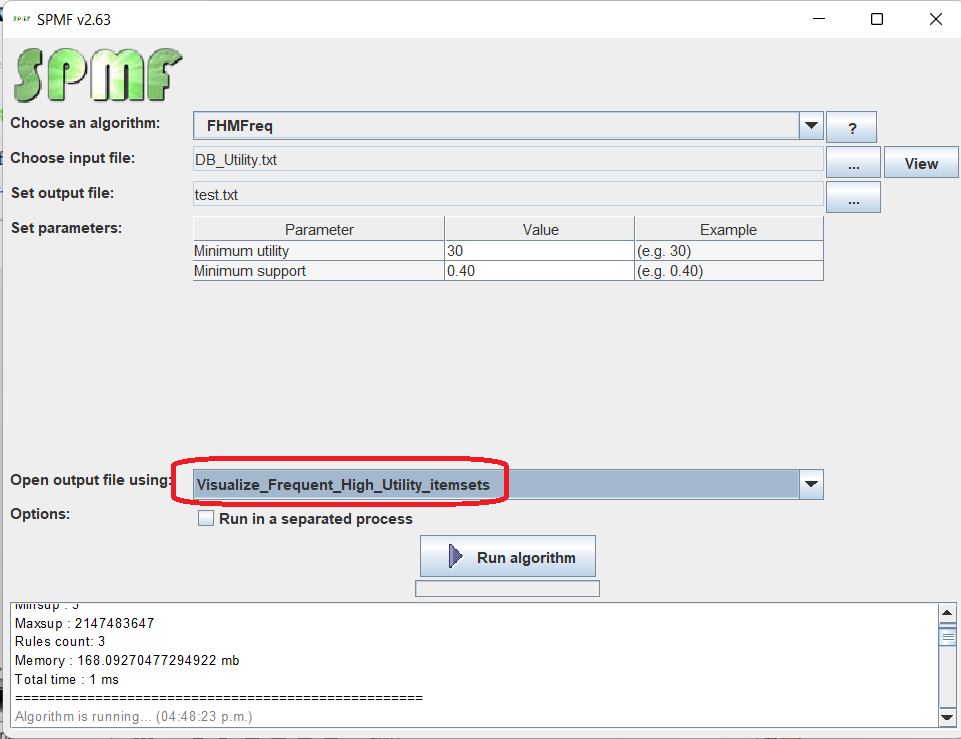 SPMF v2.63
SPMF
Choose an algorithm: FHMFreq ?
Choose input file: DB_Utility.txt ... View
Set output file: test.txt ...
Set parameters: Parameter Value Example
Minimum utility 30 (e.g. 30)
Minimum support 0.40 (e.g. 0.40)
Open output file using: Visualize_Frequent_High_Utility_itemsets
Options: Run in a separated process
Run algorithm
Minsup : 3
Maxsup : 2147483647
Rules count: 3
Memory : 168.09270477294922 mb
Total time : 1 ms
===================================================
Algorithm is running... (04:48:23 p.m.)